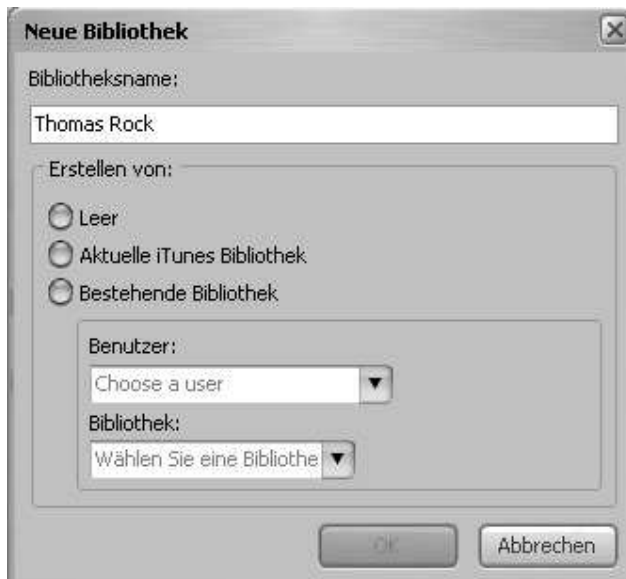 Neue Bibliothek
Bibliotheksname:
Thomas Rock
Erstellen von:
Leer
Aktuelle iTunes Bibliothek
Bestehende Bibliothek
Benutzer:
Choose a user
Bibliothek:
Wählen Sie eine Bibliothe
OK
Abbrechen